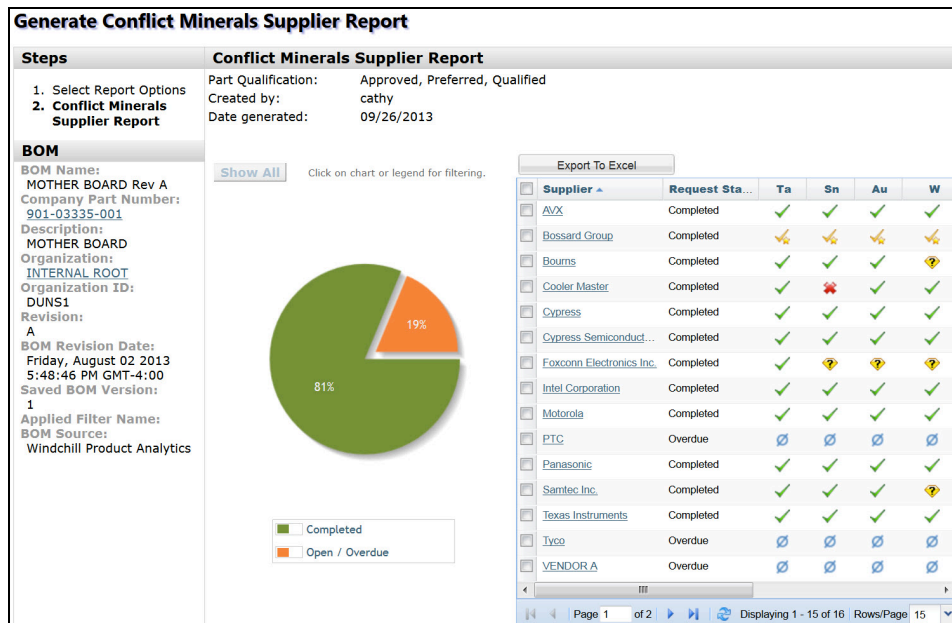 Generate Conflict Minerals Supplier Report
Steps
1. Select Report Options
2. Conflict Minerals
Supplier Report
BOM
BOM Name:
MOTHER BOARD Rev A
Company Part Number:
901-03335-001
Description:
MOTHER BOARD
Organization:
INTERNAL ROOT
Organization ID:
DUNS1
Revision:
A
BOM Revision Date:
Friday, August 02 2013
5:48:46 PM GMT-4:00
Saved BOM Version:
1
Applied Filter Name:
BOM Source:
Windchill Product Analytics
Conflict Minerals Supplier Report
Part Qualification: Approved, Preferred, Qualified
Created by: cathy
Date generated: 09/26/2013
Show All Click on chart or legend for filtering.
19%
81%
Completed
Open / Overdue
Export To Excel
Supplier Request Sta... Ta Sn Au W
AVX Completed
Bossard Group Completed
Bourns Completed
Cooler Master Completed
Cypress Completed
Cypress Semiconduct... Completed
Foxconn Electronics Inc. Completed
Intel Corporation Completed
Motorola Completed
PTC Overdue
Panasonic Completed
Samtec Inc. Completed
Texas Instruments Completed
Tyco Overdue
VENDOR A Overdue
Page 1 of 2 Displaying 1 - 15 of 16 Rows/Page 15